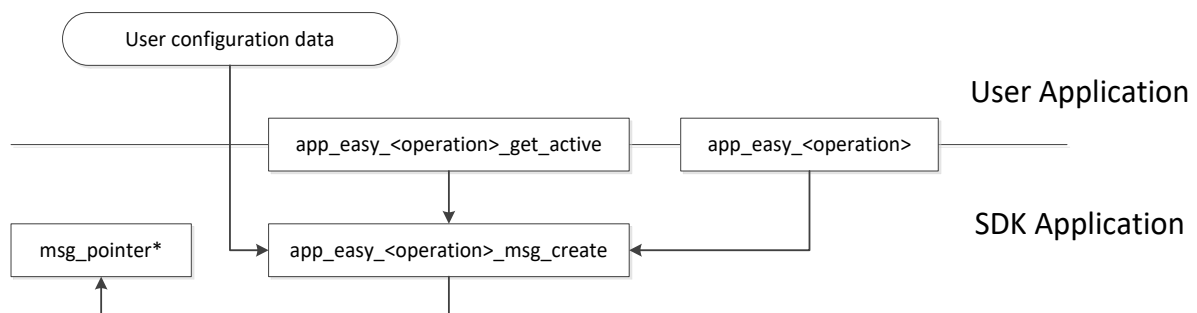 User configuration data
User Application
app_easy_<operation>_get_active
app_easy_<operation>
SDK Application
msg_pointer*
app_easy_<operation>_msg_create